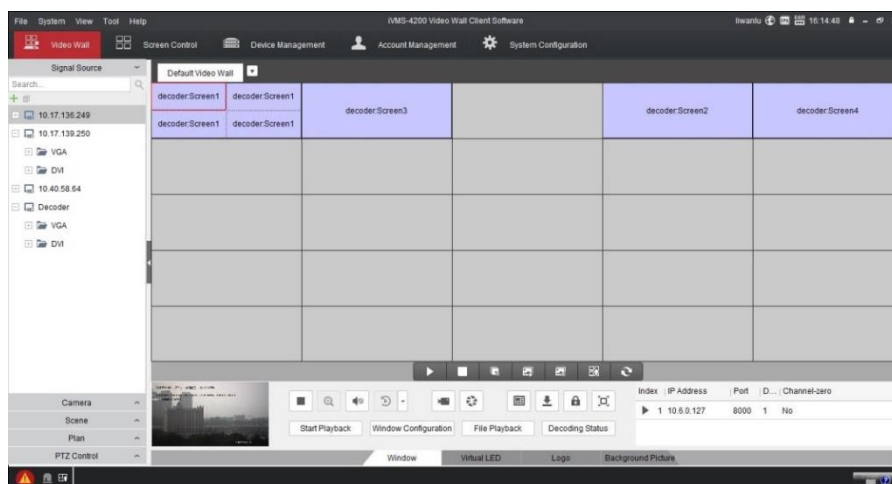 File System View Tool Help iVMS-4200 Video Wall Client Software liwanlu 16:14:48
Video Wall Screen Control Device Management Account Management System Configuration
Signal Source
Default Video Wall
Search...
decoder:Screen1 decoder:Screen1
decoder:Screen3 decoder:Screen2 decoder:Screen4
decoder:Screen1 decoder:Screen1
10.17.136.249
10.17.139.250
VGA
DVI
10.40.58.64
Decoder
VGA
DVI
Camera
Scene
Plan
PTZ Control
Start Playback Window Configuration File Playback Decoding Status
Index IP Address Port D... Channel-zero
1 10.6.0.127 8000 1 No
Window Virtual LED Logo Background Picture